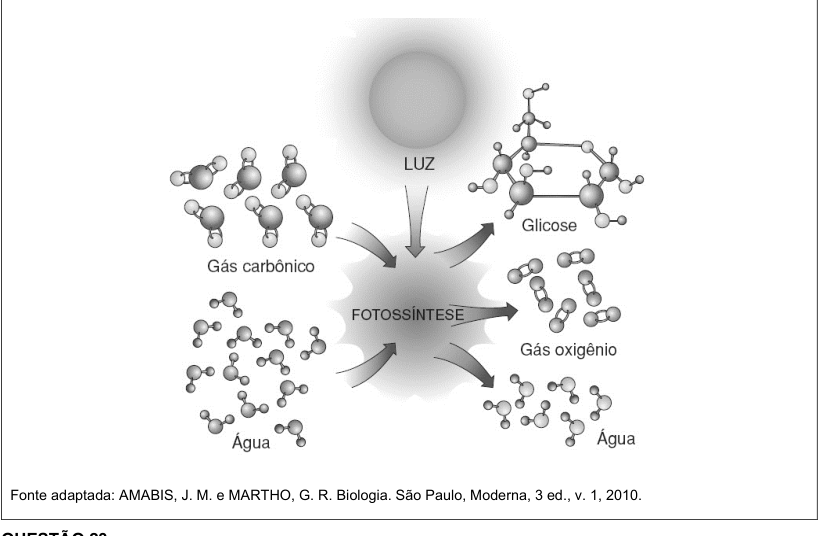 LUZ
Glicose
Gás carbônico
FOTOSSÍNTESE
Gás oxigênio
Água
Água
Fonte adaptada: AMABIS, J. M. e MARTHO, G. R. Biologia. São Paulo, Moderna, 3 ed., v. 1, 2010.